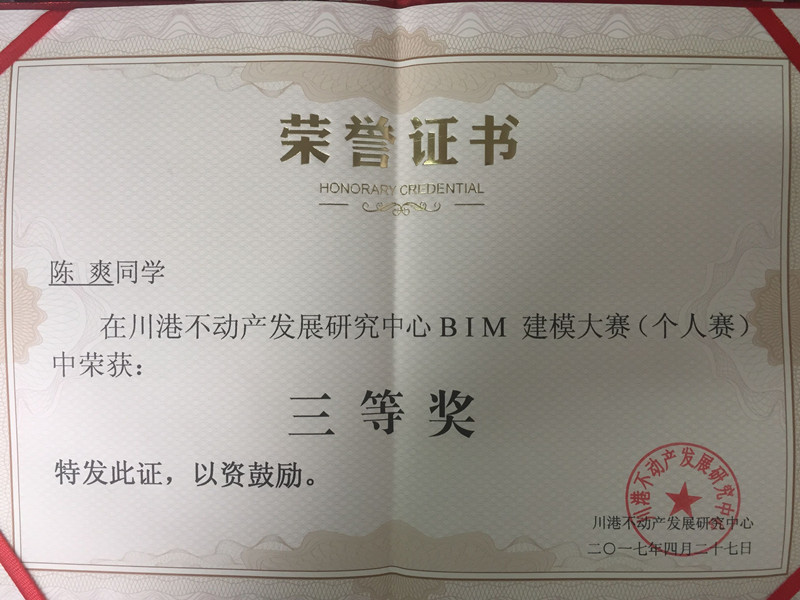 荣誉证书
HONORARY CREDENTIAL
陈 爽同学
在川港不动产发展研究中心BIM 建模大赛（个人赛）
中荣获：
三等奖
特发此证，以资鼓励。
川港不动产发展研究中心
川港不动产发展研究中心
二〇一七年四月二十七日